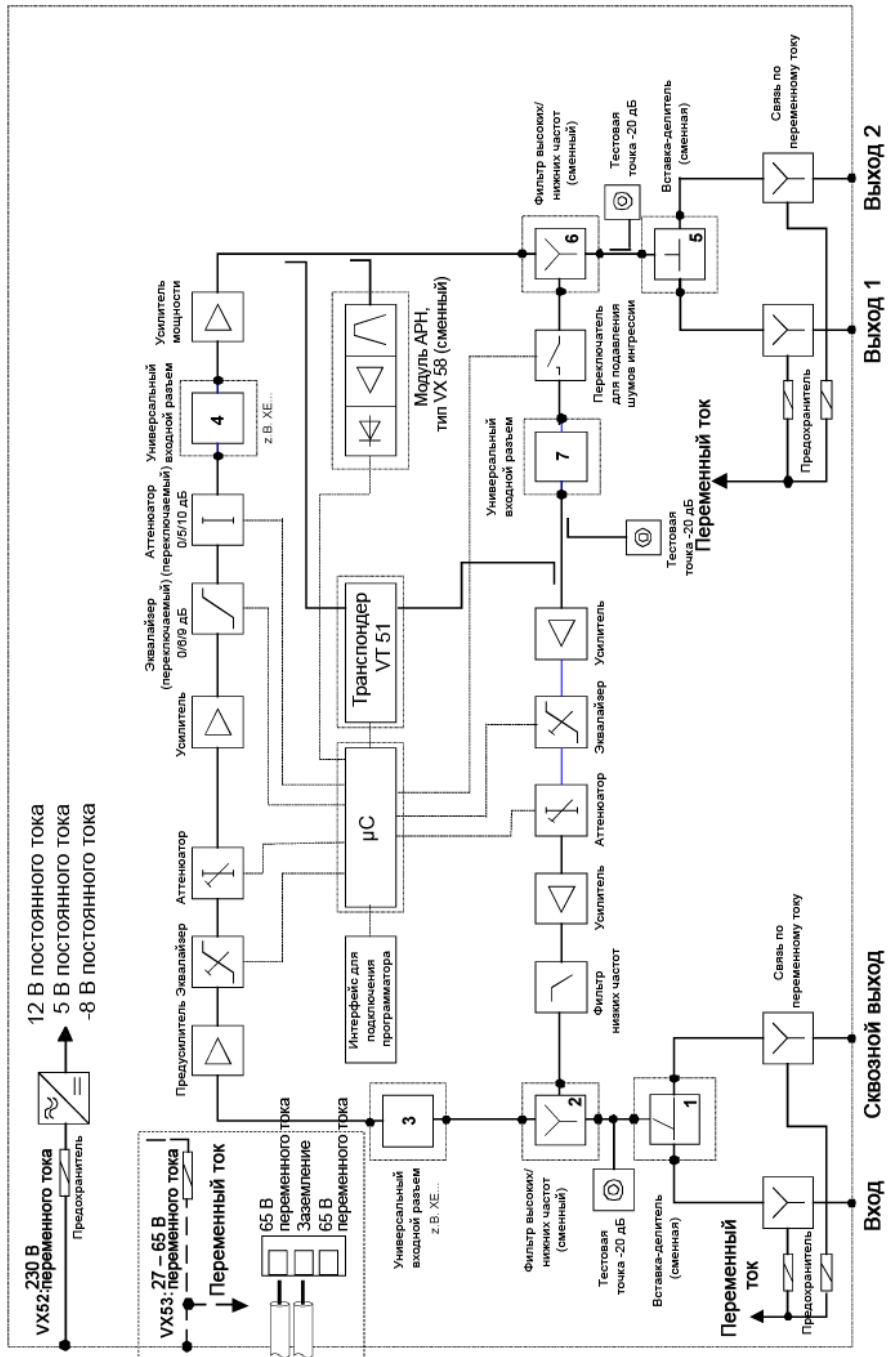 230 В
VX52:переменного тока
Предохранитель
12 В постоянного тока
5 В постоянного тока
-8 В постоянного тока
VX53: 27 – 65 В
переменного тока
Переменный ток
65 В
переменного тока
Заземление
65 В
переменного тока
Предусилитель
Эквалайзер
Аттенюатор
Усилитель
Эквалайзер
(переключаемый)
0/6/9 дБ
Аттенюатор
(переключаемый)
0/5/10 дБ
Универсальный
входной разъем
4
z.B. XE...
Усилитель
мощности
Интерфейс для
подключения
программатора
µC
Транспондер
VT 51
Модуль АРН,
тип VX 58 (сменный)
Универсальный
входной разъем
z.B. XE...
3
Фильтр высоких/
нижних частот
(сменный)
2
Фильтр
низких частот
Усилитель
Аттенюатор
Эквалайзер
Усилитель
Универсальный
входной разъем
7
Переключатель
для подавления
шумов ингрессии
Фильтр высоких/
нижних частот
(сменный)
6
Тестовая
точка -20 дБ
Тестовая
точка -20 дБ
Тестовая
точка -20 дБ
Вставка-делитель
(сменная)
1
Вставка-делитель
(сменная)
5
Связь по
переменному току
Связь по
переменному току
Переменный
ток
Предохранитель
Переменный ток
Предохранитель
Вход
Сквозной выход
Выход 1
Выход 2